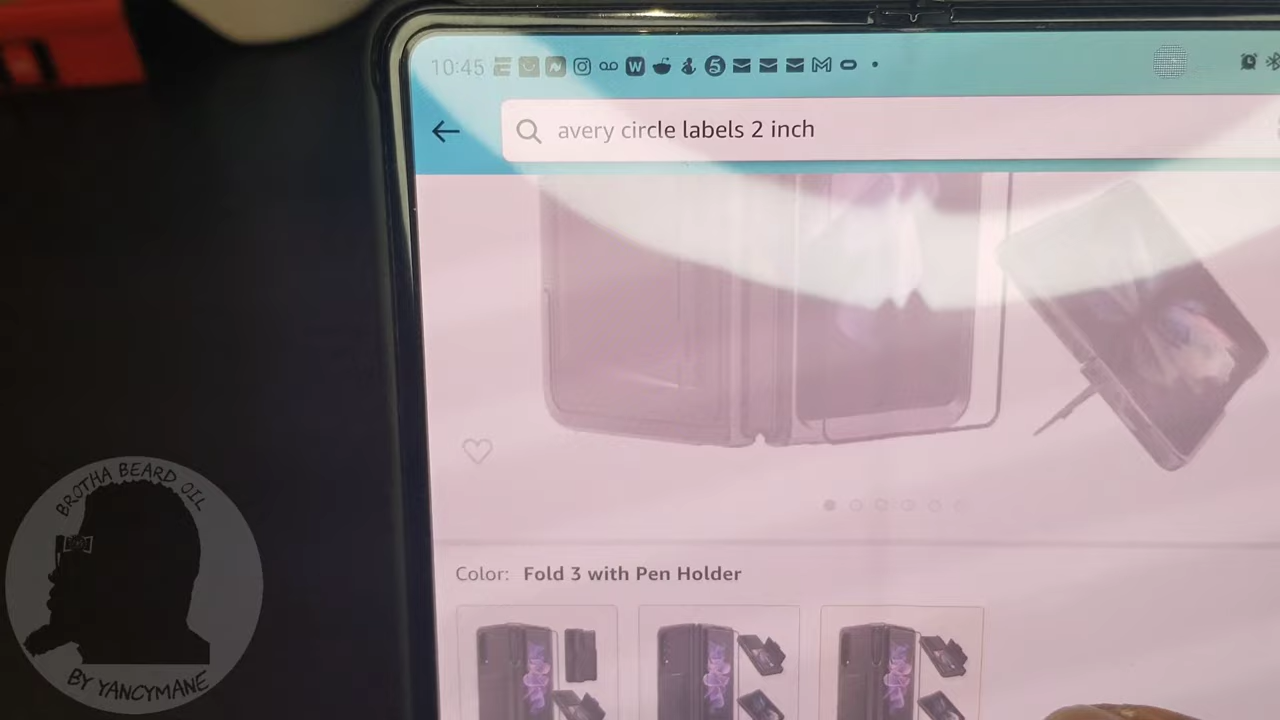 10:45
avery circle labels 2 inch
Color: Fold 3 with Pen Holder
BROTHA BEARD OIL
BY YANCYMANE